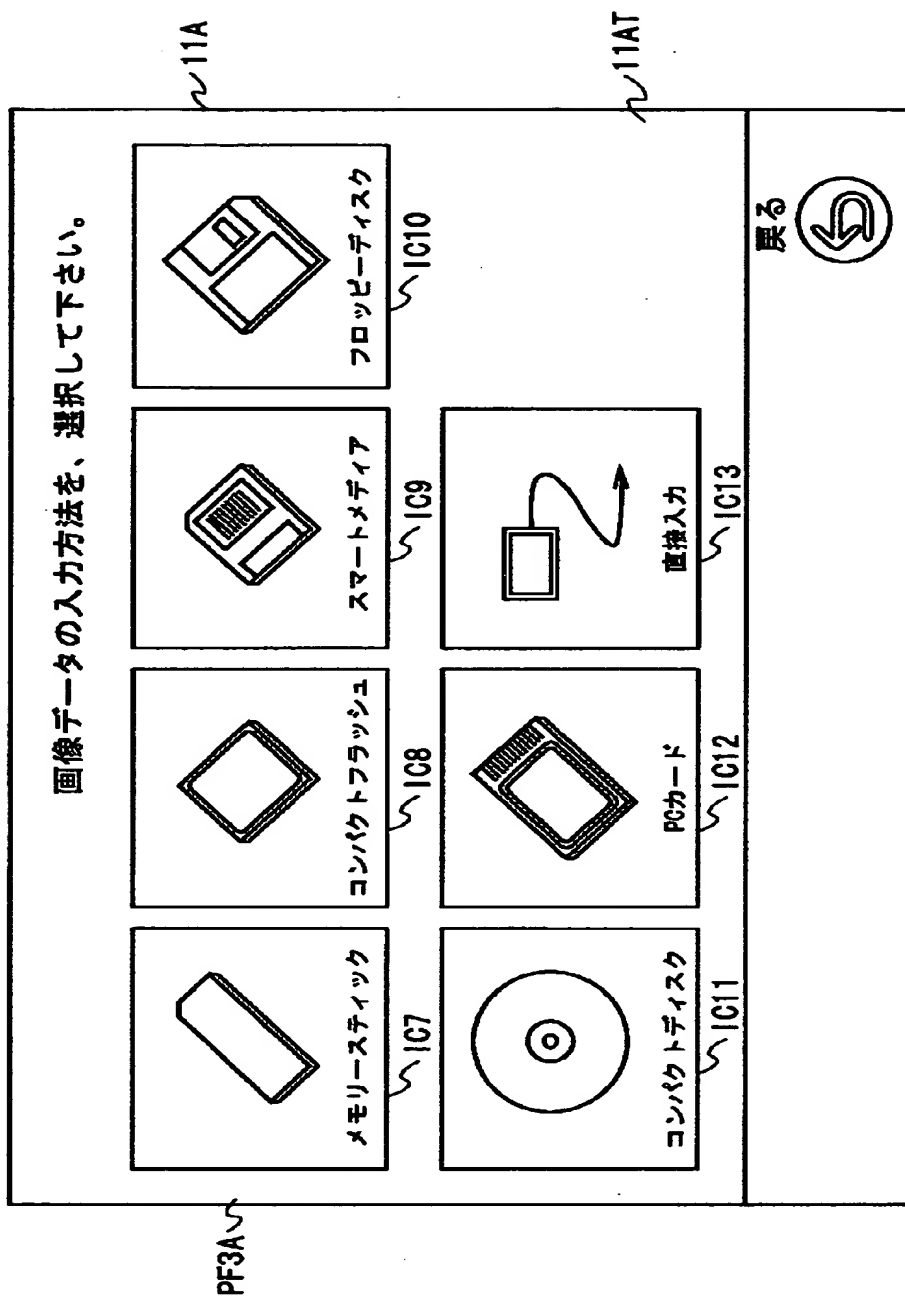 画像データの入力方法を、選択して下さい。
PF3A
11A
メモリースティック
コンパクトフラッシュ
スマートメディア
フロッピーディスク
IC7
IC8
IC9
IC10
コンパクトディスク
PCカード
直接入力
11AT
IC11
IC12
IC13
戻る